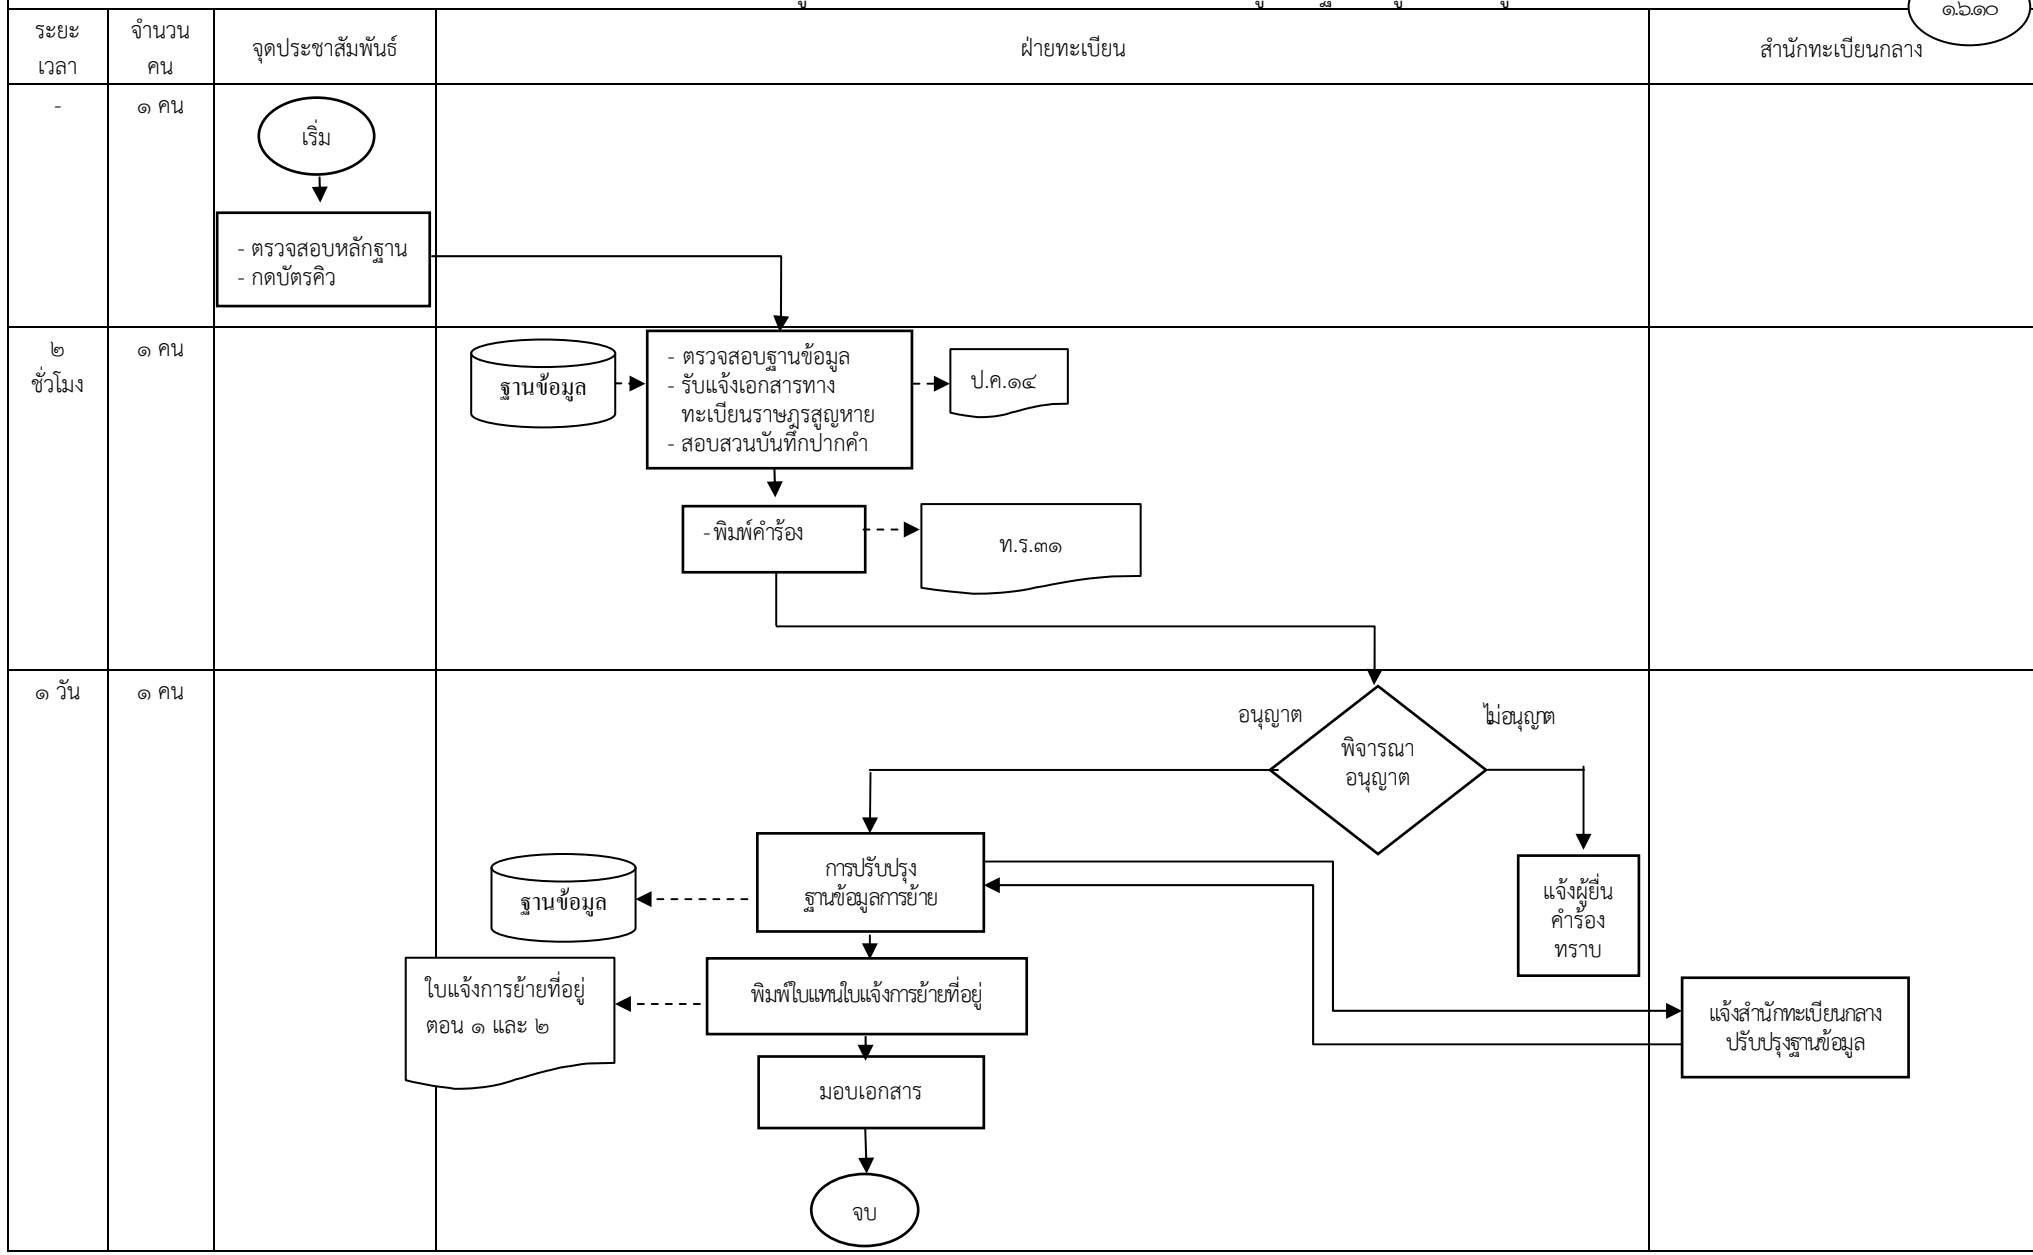 ๑.๖.๑๐
ระยะ
เวลา
จำนวน
คน
จุดประชาสัมพันธ์
ฝ่ายทะเบียน
สำนักทะเบียนกลาง
-
๑ คน
เริ่ม
- ตรวจสอบหลักฐาน
- กดบัตรคิว
๒
ชั่วโมง
๑ คน
ฐานข้อมูล
- ตรวจสอบฐานข้อมูล
- รับแจ้งเอกสารทาง
ทะเบียนราษฎรสูญหาย
- สอบสวนบันทึกปากคำ
ป.ค.๑๔
- พิมพ์คำร้อง
ท.ร.๓๑
๑ วัน
๑ คน
อนุญาต
ไม่อนุญาต
พิจารณา
อนุญาต
การปรับปรุง
ฐานข้อมูลการย้าย
ฐานข้อมูล
แจ้งผู้ยื่น
คำร้อง
ทราบ
ใบแจ้งการย้ายที่อยู่
ตอน ๑ และ ๒
พิมพ์ใบแทนใบแจ้งการย้ายที่อยู่
แจ้งสำนักทะเบียนกลาง
ปรับปรุงฐานข้อมูล
มอบเอกสาร
จบ